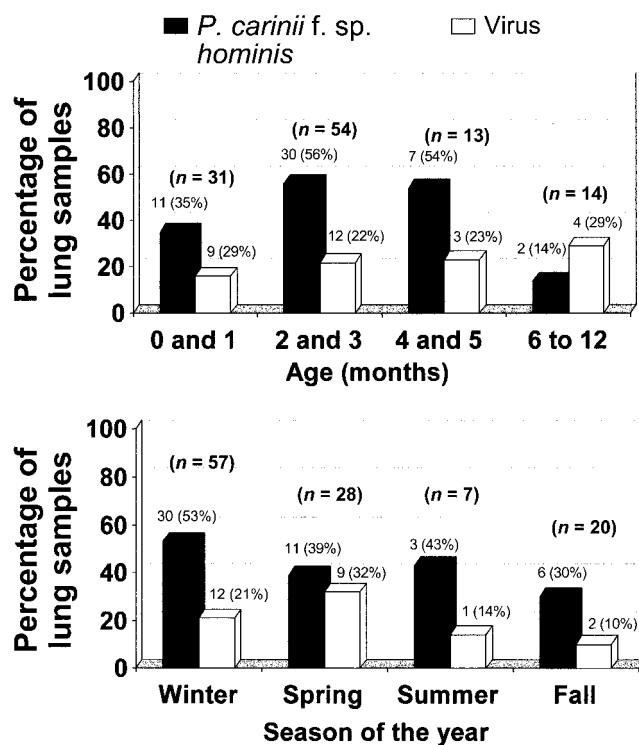 P. carinii f. sp. hominis
Virus
Percentage of lung samples
100
80
60
40
20
0
(n = 31)
(n = 54)
(n = 13)
(n = 14)
11 (35%)
9 (29%)
30 (56%)
12 (22%)
7 (54%)
3 (23%)
2 (14%)
4 (29%)
0 and 1
2 and 3
4 and 5
6 to 12
Age (months)
Percentage of lung samples
100
80
60
40
20
0
(n = 57)
(n = 28)
(n = 7)
(n = 20)
30 (53%)
12 (21%)
11 (39%)
9 (32%)
3 (43%)
1 (14%)
6 (30%)
2 (10%)
Winter
Spring
Summer
Fall
Season of the year